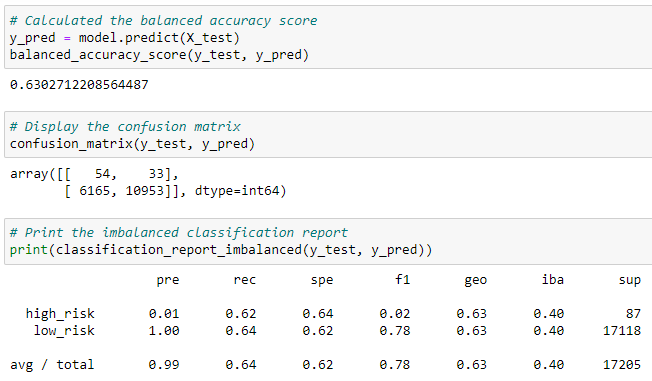 # Calculated the balanced accuracy score
y_pred = model.predict(X_test)
balanced_accuracy_score(y_test, y_pred)
0.6302712208564487
# Display the confusion matrix
confusion_matrix(y_test, y_pred)
array([[   54,    33],
       [ 6165, 10953]], dtype=int64)
# Print the imbalanced classification report
print(classification_report_imbalanced(y_test, y_pred))
                   pre       rec       spe        f1       geo       iba       sup
  high_risk       0.01      0.62      0.64      0.02      0.63      0.40        87
   low_risk       1.00      0.64      0.62      0.78      0.63      0.40     17118
avg / total       0.99      0.64      0.62      0.78      0.63      0.40     17205